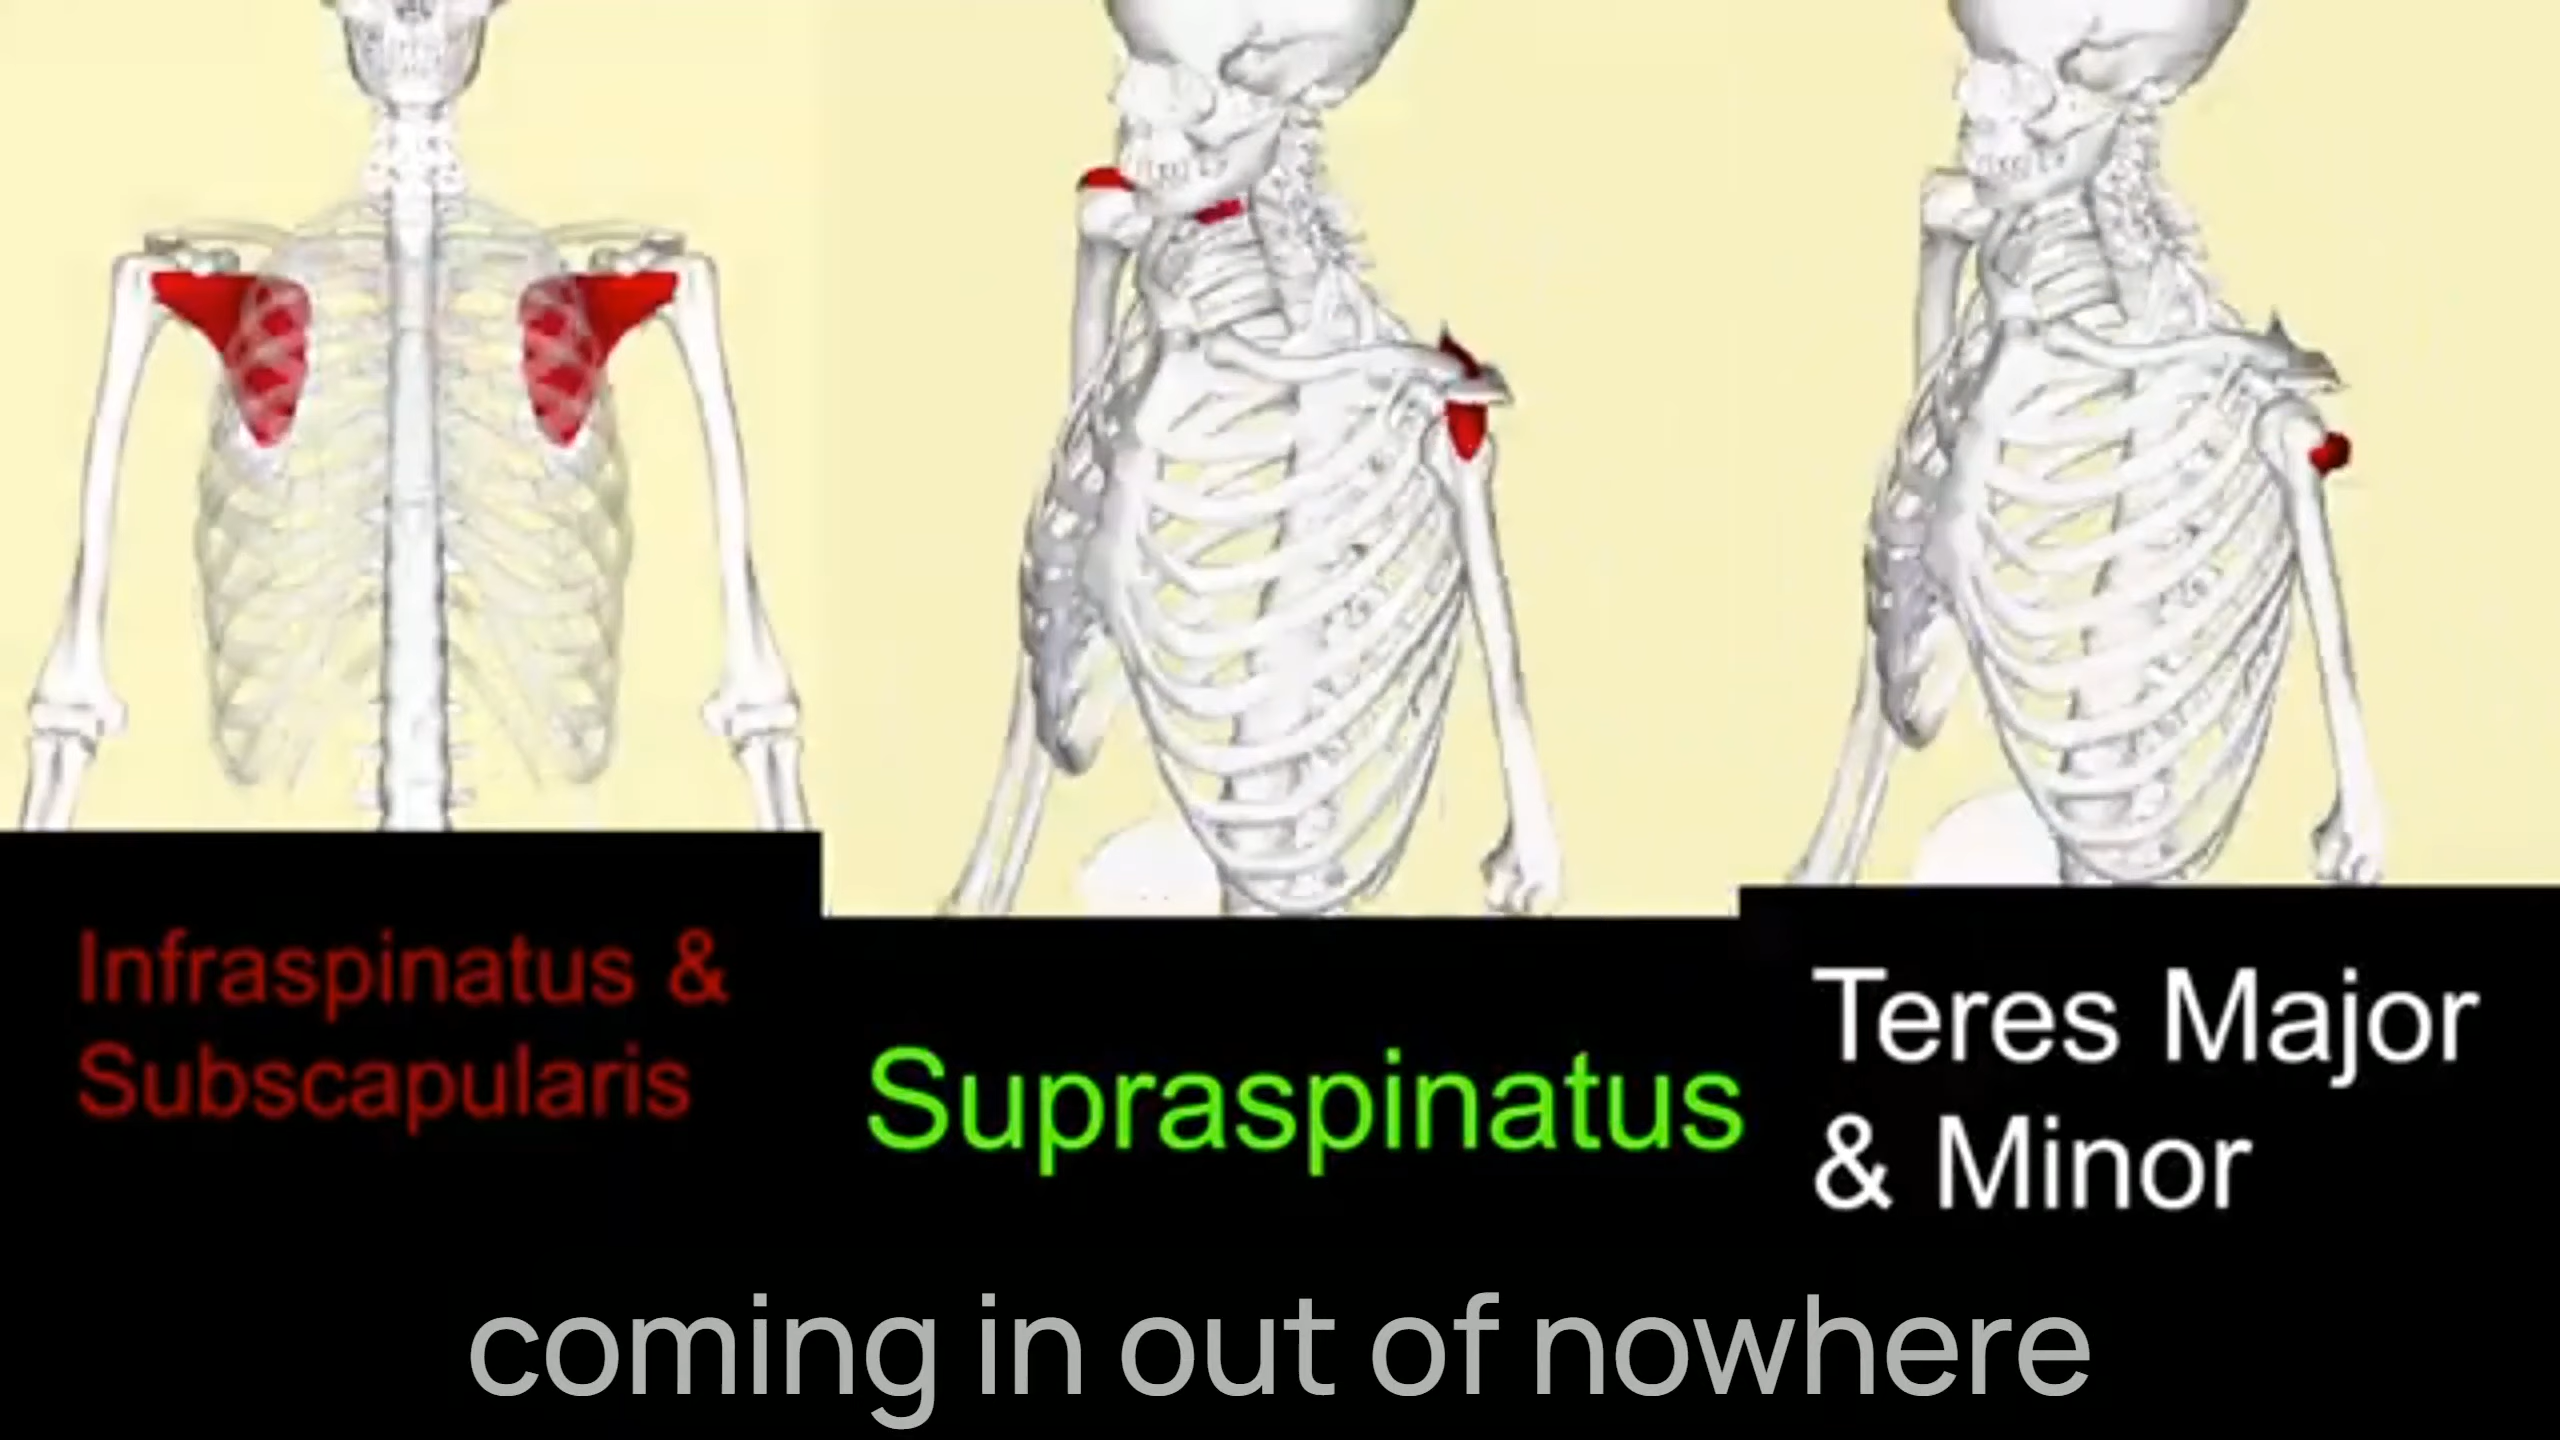 Infraspinatus &
Subscapularis
Supraspinatus
Teres Major
& Minor
coming in out of nowhere